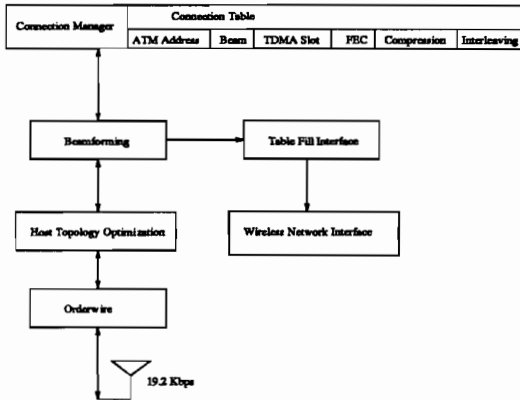 Connection Manager
Connection Table
ATM Address Beam TDMA Slot FEC Compression Interleaving
Beamforming
Table Fill Interface
Host Topology Optimization
Wireless Network Interface
Orderwire
19.2 Kbps